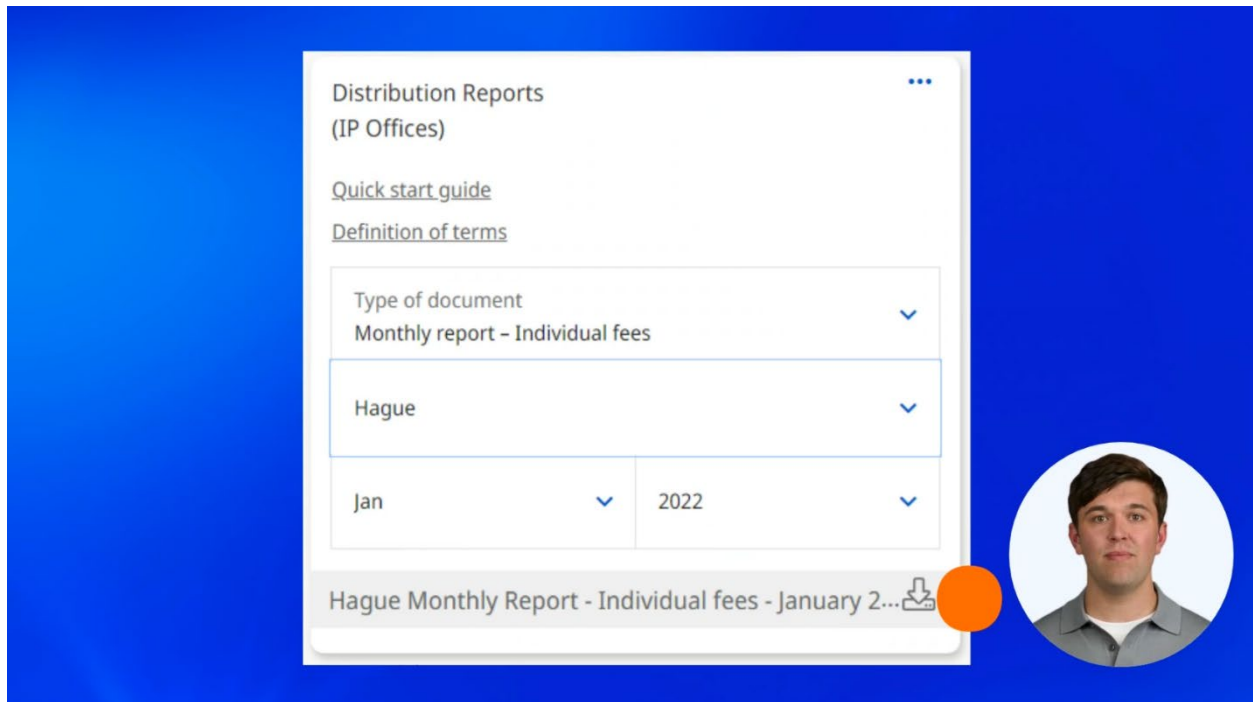 Distribution Reports
(IP Offices)
Quick start guide
Definition of terms
Type of document
Monthly report – Individual fees
Hague
Jan
2022
Hague Monthly Report - Individual fees - January 2...